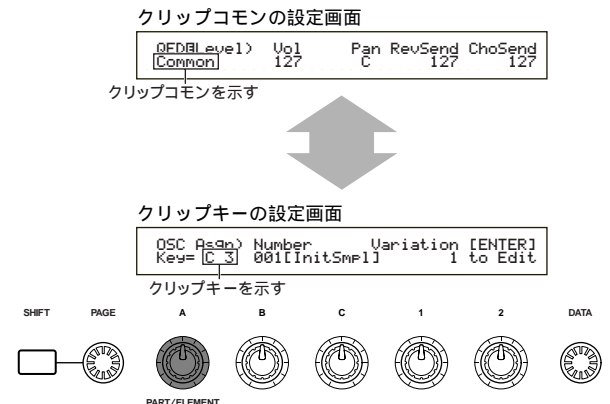 クリップコモンの設定画面
QED Level) Vol Pan RevSend ChoSend
Common 127 C 127 127
クリップコモンを示す
クリップキーの設定画面
OSC Asgn) Number Variation [ENTER]
Key= C 3 001[InitSmpl] 1 to Edit
クリップキーを示す
SHIFT PAGE A B C 1 2 DATA
PART/ELEMENT